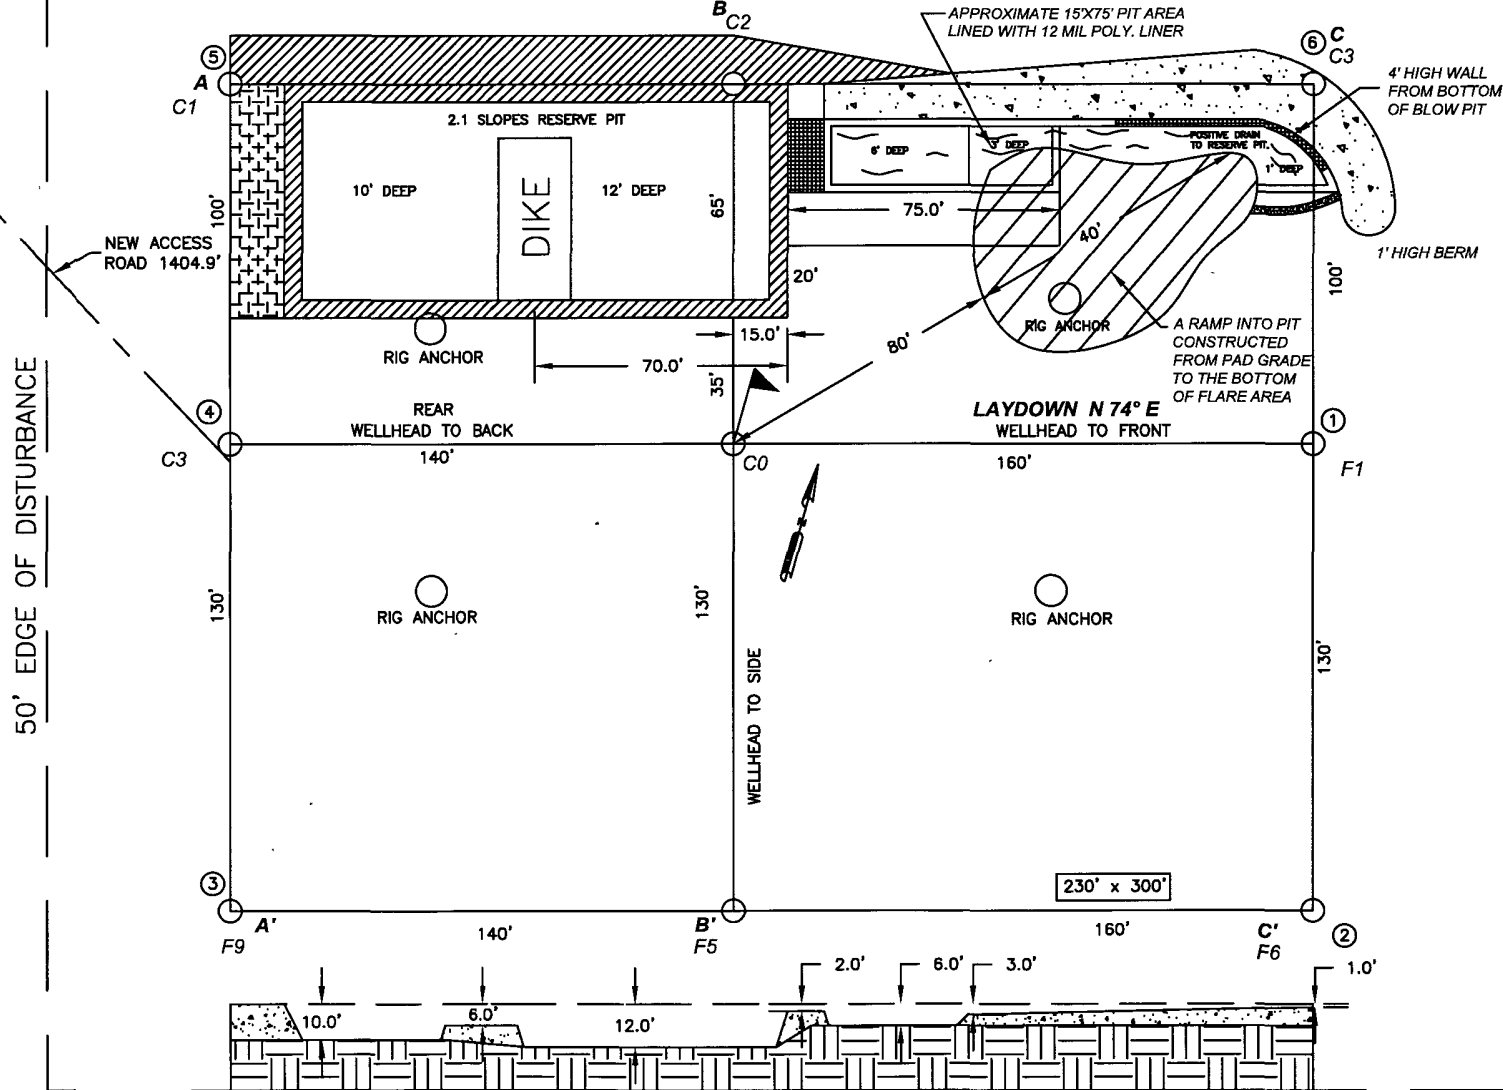 B
C2
APPROXIMATE 15'X75' PIT AREA
LINED WITH 12 MIL POLY. LINER
5
A
C1
6
C
C3
4' HIGH WALL
FROM BOTTOM
OF BLOW PIT
2.1 SLOPES RESERVE PIT
10' DEEP
DIKE
12' DEEP
6' DEEP
3' DEEP
POSITIVE DRAIN
TO RESERVE PIT.
1' DEEP
100'
65'
75.0'
40'
1' HIGH BERM
100'
NEW ACCESS
ROAD 1404.9'
20'
RIG ANCHOR
RIG ANCHOR
15.0'
70.0'
35'
80'
A RAMP INTO PIT
CONSTRUCTED
FROM PAD GRADE
TO THE BOTTOM
OF FLARE AREA
50' EDGE OF DISTURBANCE
4
REAR
WELLHEAD TO BACK
LAYDOWN N 74° E
WELLHEAD TO FRONT
1
C3
140'
C0
160'
F1
N
130'
RIG ANCHOR
130'
RIG ANCHOR
130'
WELLHEAD TO SIDE
230' x 300'
3
A'
F9
140'
B'
F5
160'
C'
F6
2
2.0'
6.0'
3.0'
1.0'
10.0'
6.0'
12.0'